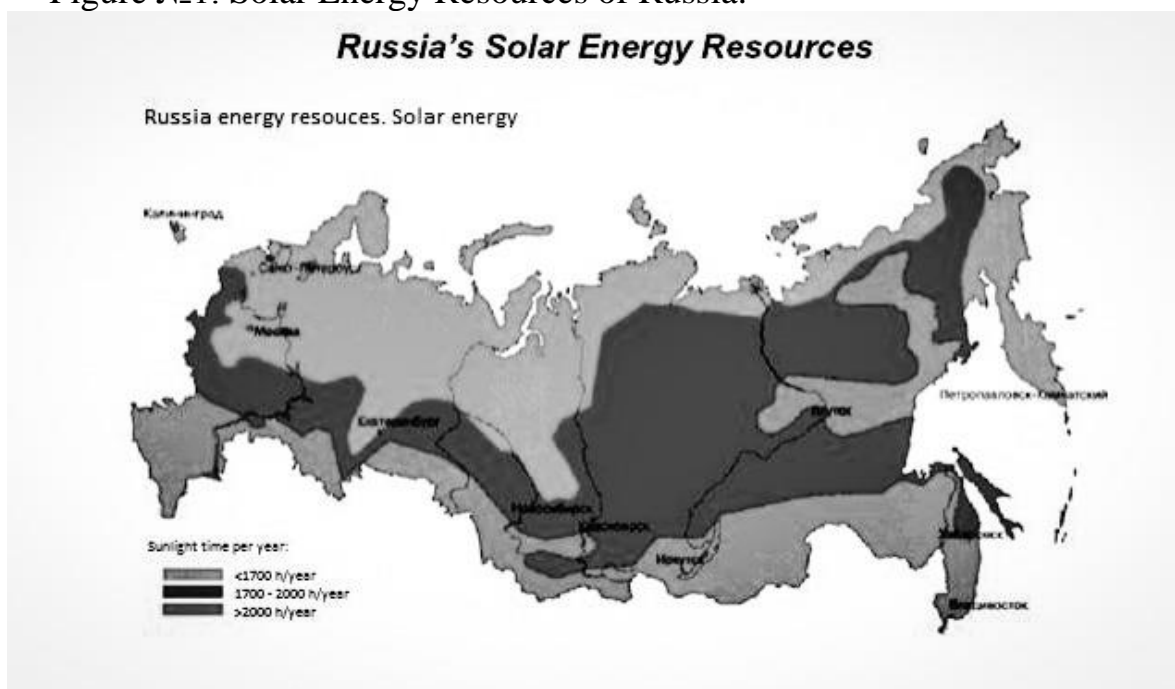 Figure №1. Solar Energy Resources of Russia.
Russia's Solar Energy Resources
Russia energy resouces. Solar energy
Калининград
Санкт-Петербург
Москва
Екатеринбург
Якутск
Петропавловск-Камчатский
Новосибирск
Красноярск
Иркутск
Хабаровск
Владивосток
Sunlight time per year:
<1700 h/year
1700 - 2000 h/year
>2000 h/year